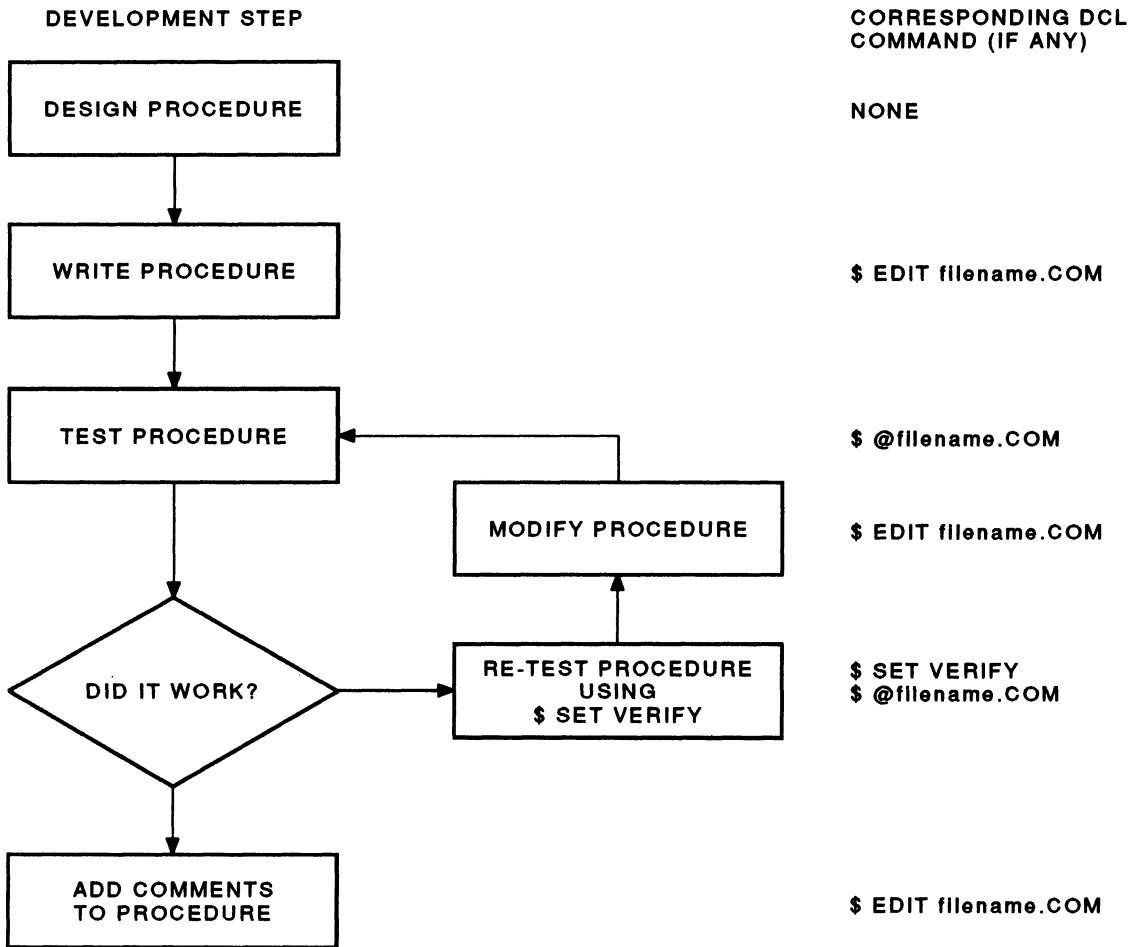 DEVELOPMENT STEP
CORRESPONDING DCL
COMMAND (IF ANY)
DESIGN PROCEDURE
NONE
WRITE PROCEDURE
$ EDIT filename.COM
TEST PROCEDURE
$ @filename.COM
MODIFY PROCEDURE
$ EDIT filename.COM
DID IT WORK?
RE-TEST PROCEDURE
USING
$ SET VERIFY
$ SET VERIFY
$ @filename.COM
ADD COMMENTS
TO PROCEDURE
$ EDIT filename.COM